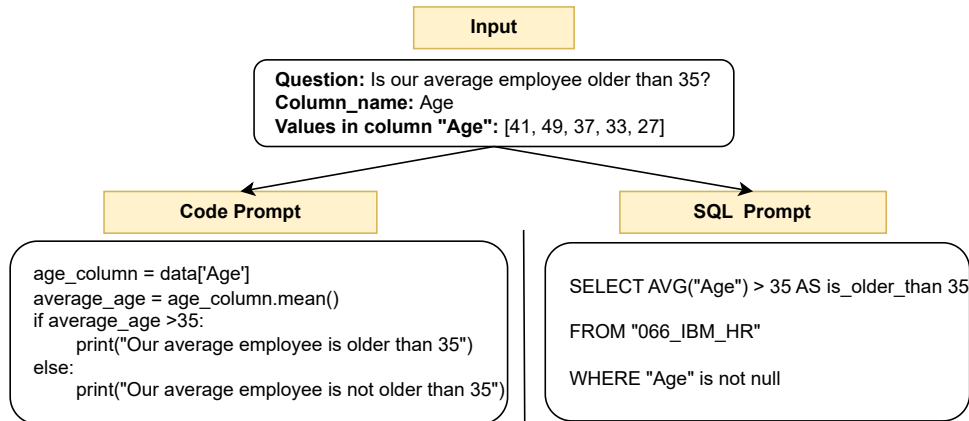 Input
Question: Is our average employee older than 35?
Column_name: Age
Values in column "Age": [41, 49, 37, 33, 27]
Code Prompt
age_column = data['Age']
average_age = age_column.mean()
if average_age >35:
print("Our average employee is older than 35")
else:
print("Our average employee is not older than 35")
SQL Prompt
SELECT AVG("Age") > 35 AS is_older_than 35
FROM "066_IBM_HR"
WHERE "Age" is not null